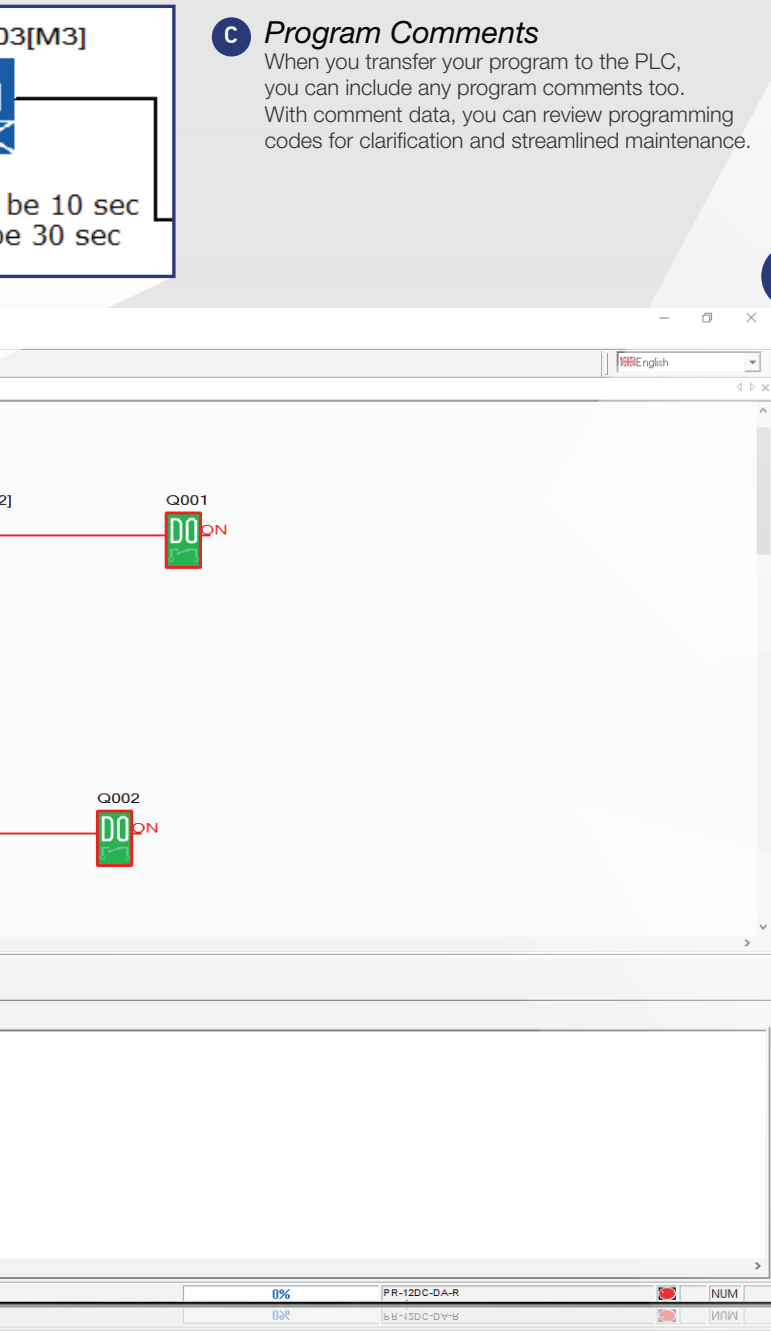 03[M3]
be 10 sec
be 30 sec
C Program Comments
When you transfer your program to the PLC,
you can include any program comments too.
With comment data, you can review programming
codes for clarification and streamlined maintenance.
English
2]
Q001
DO ON
Q002
DO ON
0% PR-12DC-DA-R NUM